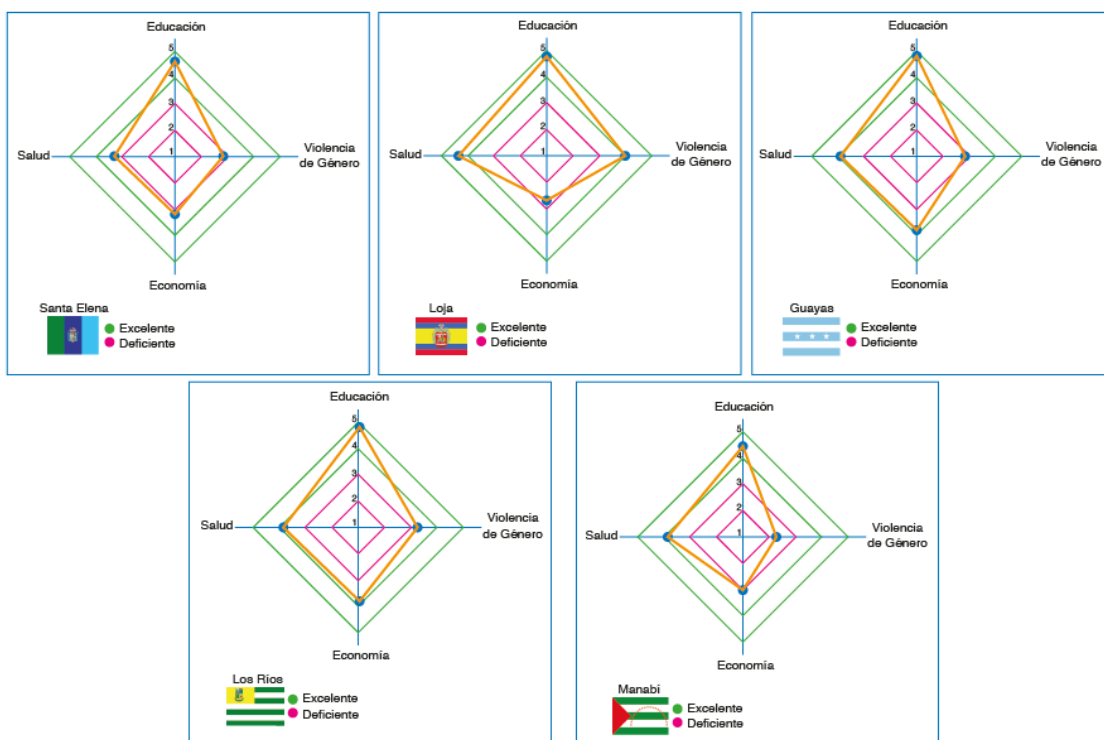 Educación
5
4
3
2
1
Salud
Violencia
de Género
Economía
Santa Elena
Excelente
Deficiente
Educación
5
4
3
2
1
Salud
Violencia
de Género
Economía
Loja
Excelente
Deficiente
Educación
5
4
3
2
1
Salud
Violencia
de Género
Economía
Guayas
Excelente
Deficiente
Educación
5
4
3
2
1
Salud
Violencia
de Género
Economía
Los Ríos
Excelente
Deficiente
Educación
5
4
3
2
1
Salud
Violencia
de Género
Economía
Manabí
Excelente
Deficiente